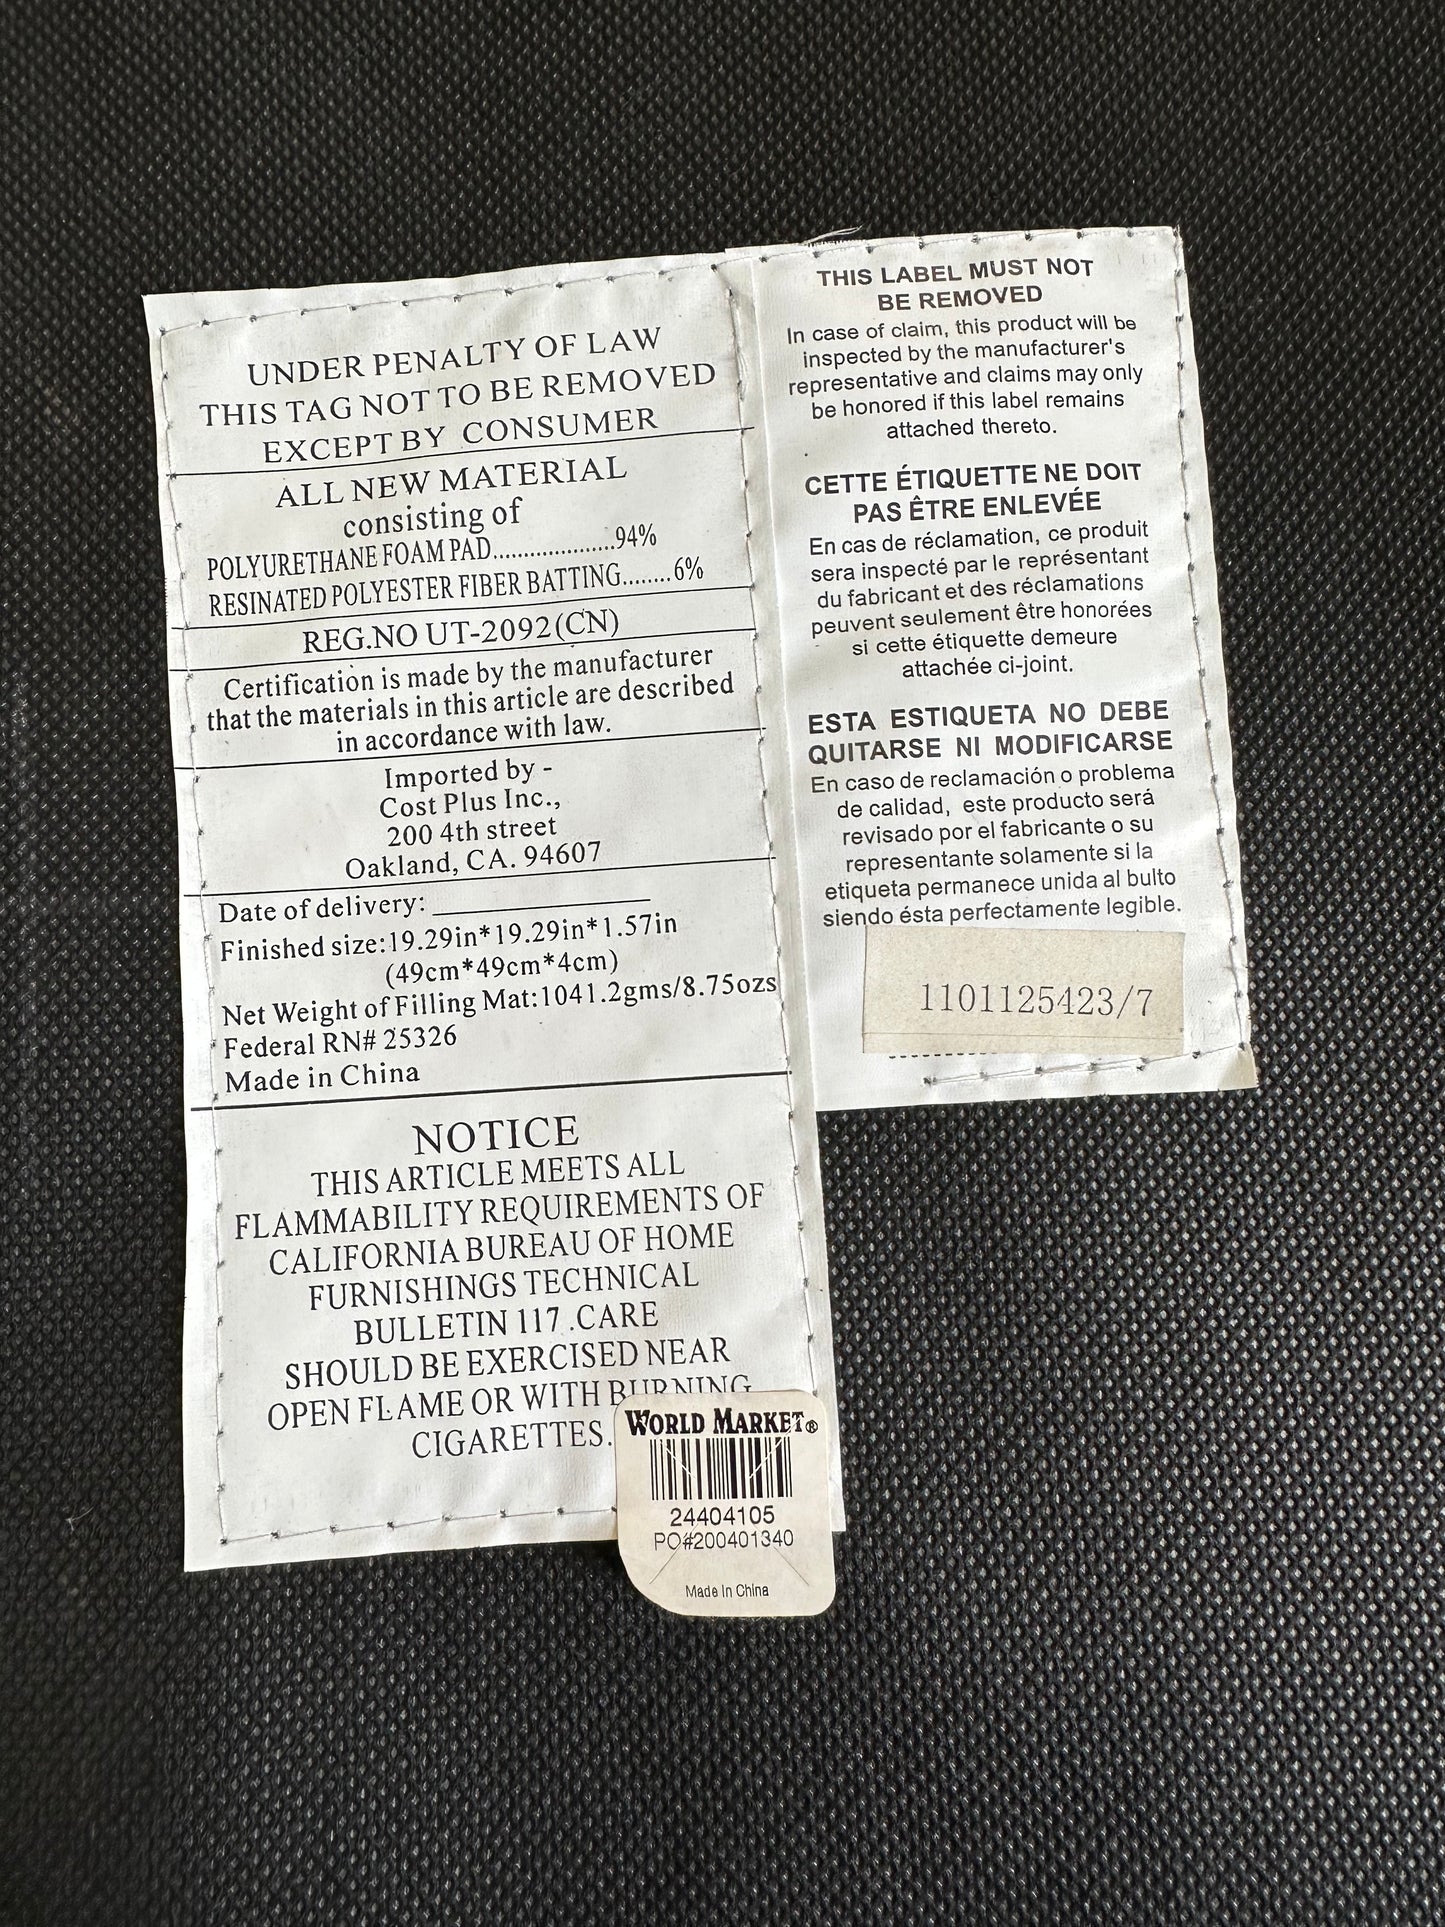 UNDER PENALTY OF LAW
THIS TAG NOT TO BE REMOVED
EXCEPT BY CONSUMER
ALL NEW MATERIAL
consisting of
POLYURETHANE FOAM PAD....................94%
RESINATED POLYESTER FIBER BATTING........6%
REG.NO UT-2092(CN)
Certification is made by the manufacturer
that the materials in this article are described
in accordance with law.
Imported by -
Cost Plus Inc.,
200 4th street
Oakland, CA. 94607
Date of delivery: ________________
Finished size:19.29in*19.29in*1.57in
(49cm*49cm*4cm)
Net Weight of Filling Mat:1041.2gms/8.75ozs
Federal RN# 25326
Made in China
NOTICE
THIS ARTICLE MEETS ALL
FLAMMABILITY REQUIREMENTS OF
CALIFORNIA BUREAU OF HOME
FURNISHINGS TECHNICAL
BULLETIN 117 .CARE
SHOULD BE EXERCISED NEAR
OPEN FLAME OR WITH BURNING
CIGARETTES.
WORLD MARKET®
24404105
PO#200401340
Made In China
THIS LABEL MUST NOT
BE REMOVED
In case of claim, this product will be
inspected by the manufacturer's
representative and claims may only
be honored if this label remains
attached thereto.
CETTE ÉTIQUETTE NE DOIT
PAS ÊTRE ENLEVÉE
En cas de réclamation, ce produit
sera inspecté par le représentant
du fabricant et des réclamations
peuvent seulement être honorées
si cette étiquette demeure
attachée ci-joint.
ESTA ESTIQUETA NO DEBE
QUITARSE NI MODIFICARSE
En caso de reclamación o problema
de calidad, este producto será
revisado por el fabricante o su
representante solamente si la
etiqueta permanece unida al bulto
siendo ésta perfectamente legible.
1101125423/7